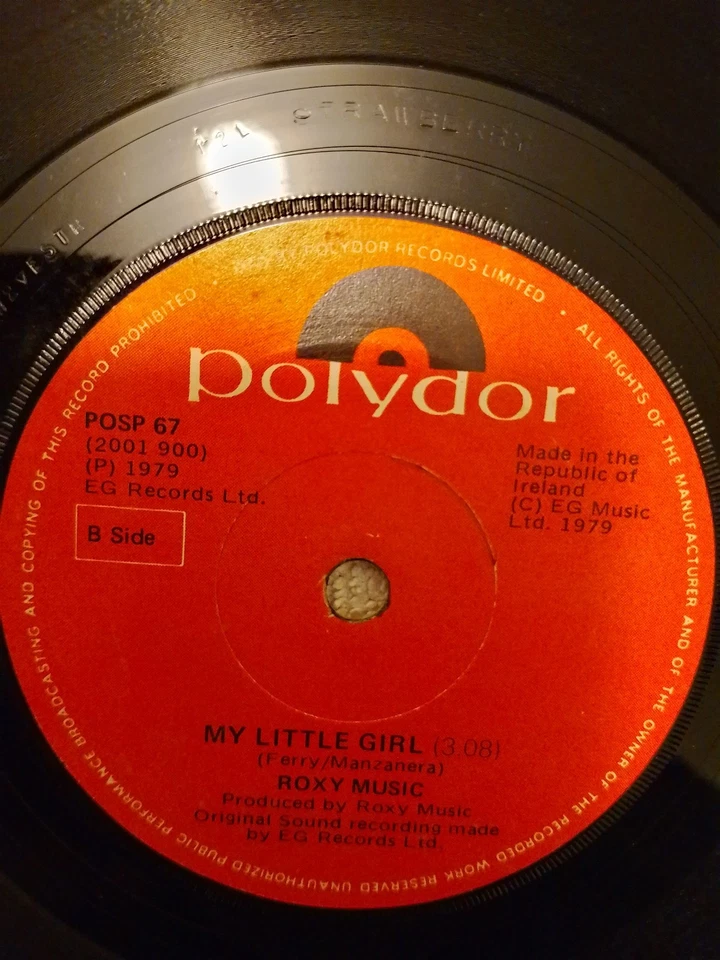 STRAWBERRY
POLYDOR RECORDS LIMITED • ALL RIGHTS OF THE MANUFACTURER AND OF THE OWNER OF THE RECORDED WORK RESERVED UNAUTHORIZED PUBLIC PERFORMANCE BROADCASTING AND COPYING OF THIS RECORD PROHIBITED
polydor
POSP 67
(2001 900)
(P) 1979
EG Records Ltd.
B Side
Made in the
Republic of
Ireland
(C) EG Music
Ltd. 1979
MY LITTLE GIRL (3.08)
(Ferry/Manzanera)
ROXY MUSIC
Produced by Roxy Music
Original Sound recording made
by EG Records Ltd.